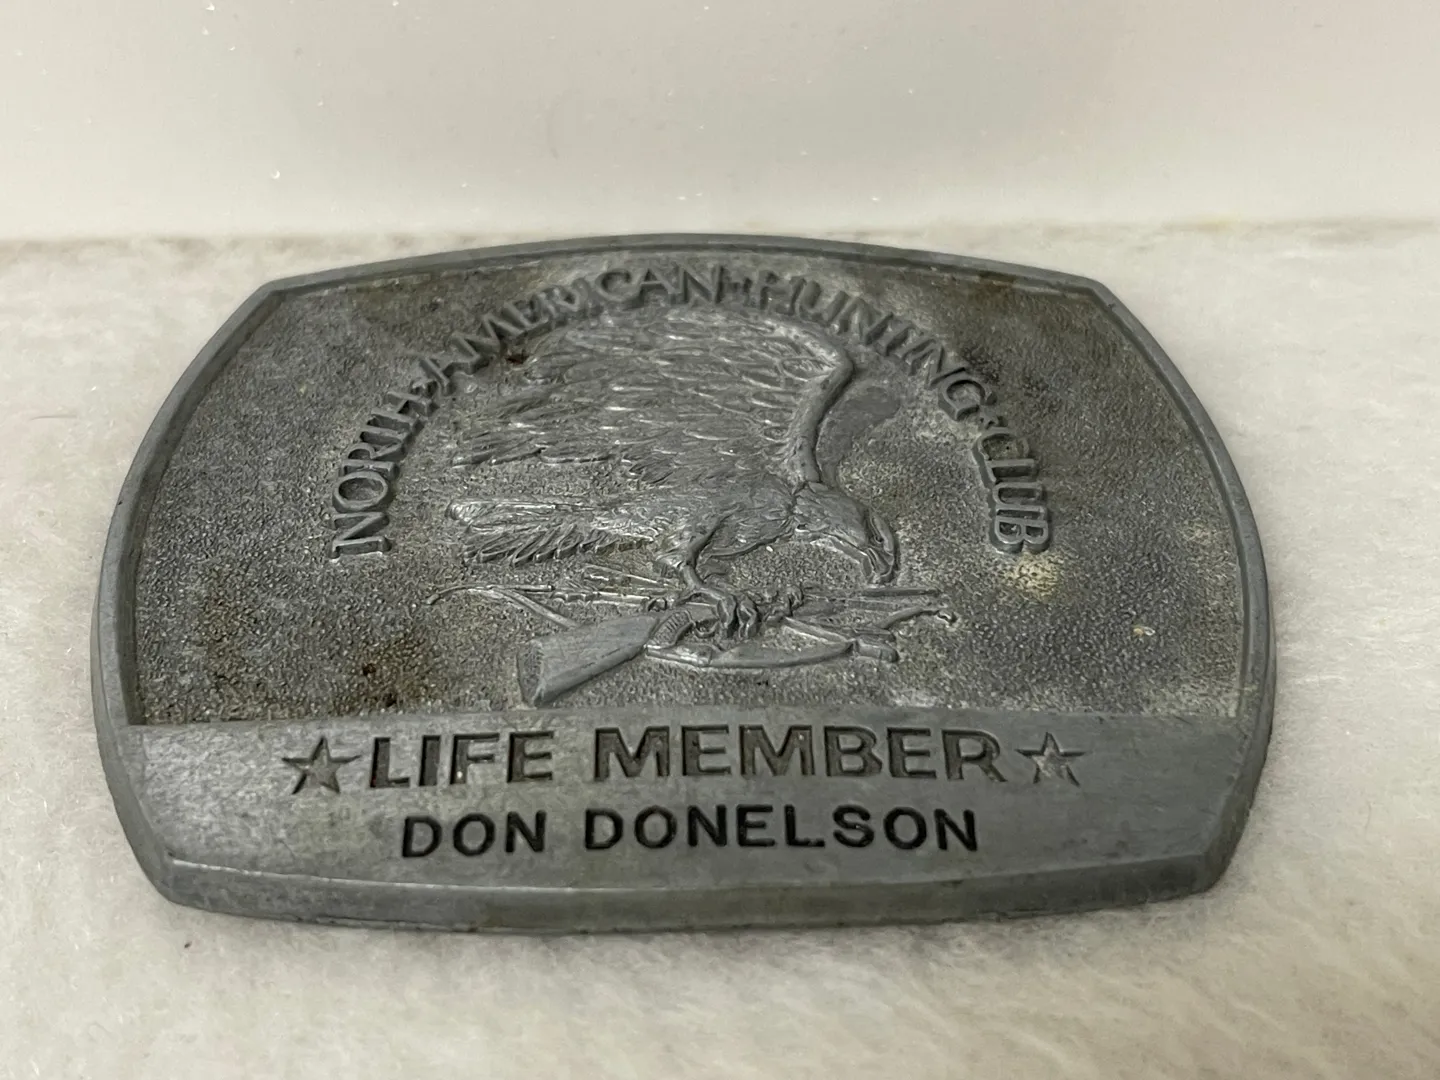 NORTH·AMERICAN·HUNTING·CLUB
★LIFE MEMBER★
DON DONELSON